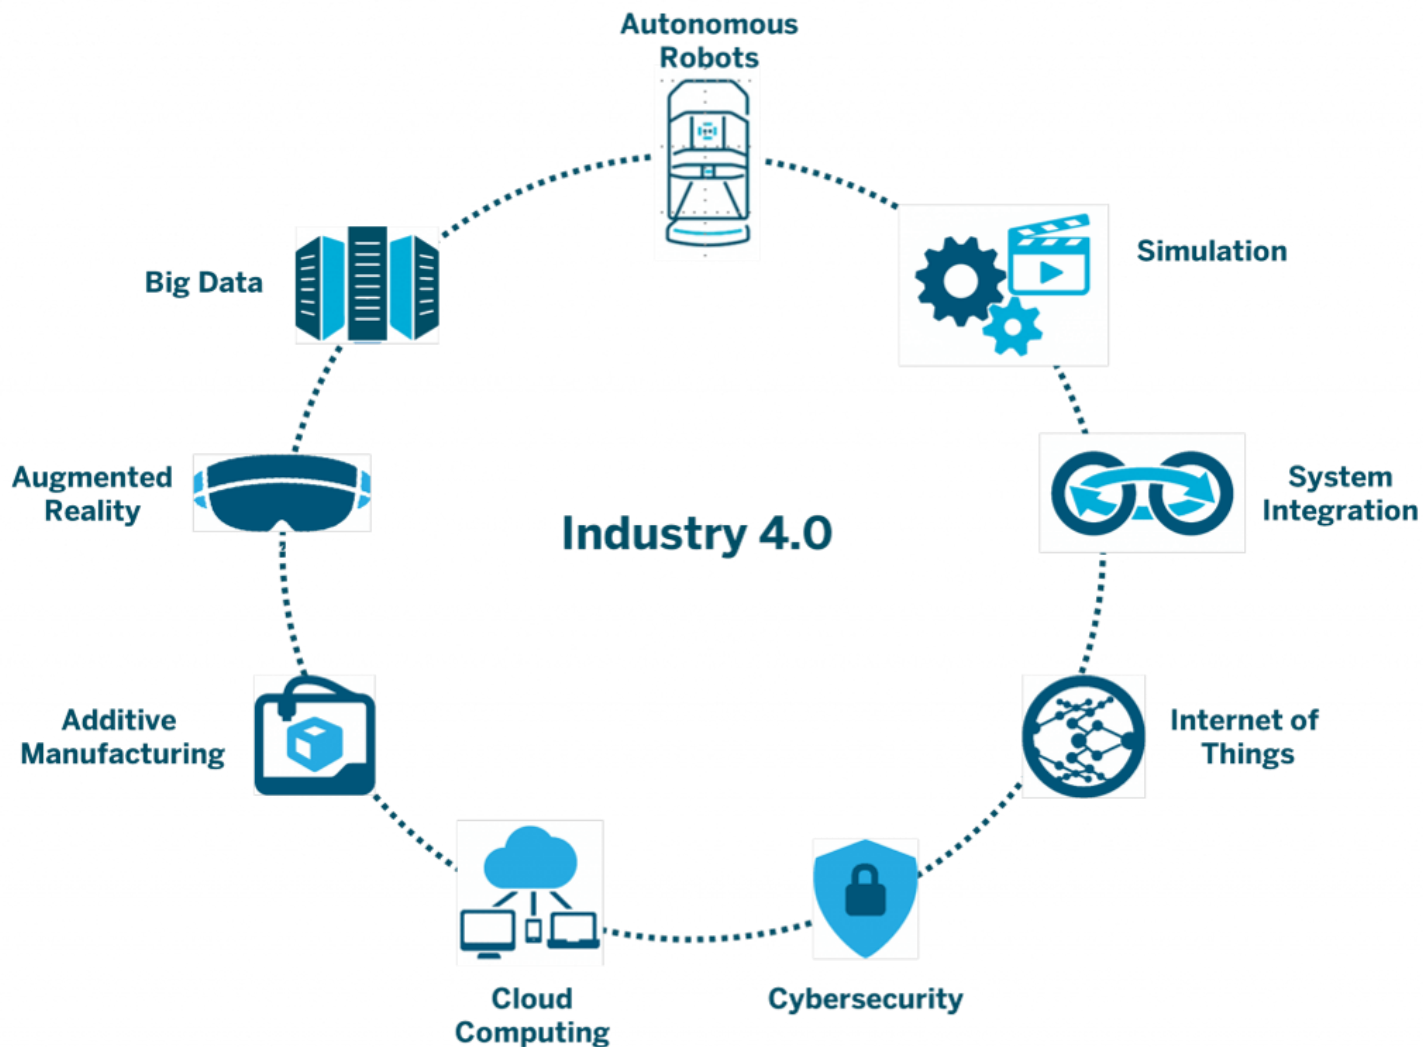 Autonomous
Robots
Simulation
Big Data
System
Integration
Augmented
Reality
Industry 4.0
Internet of
Things
Additive
Manufacturing
Cloud
Computing
Cybersecurity